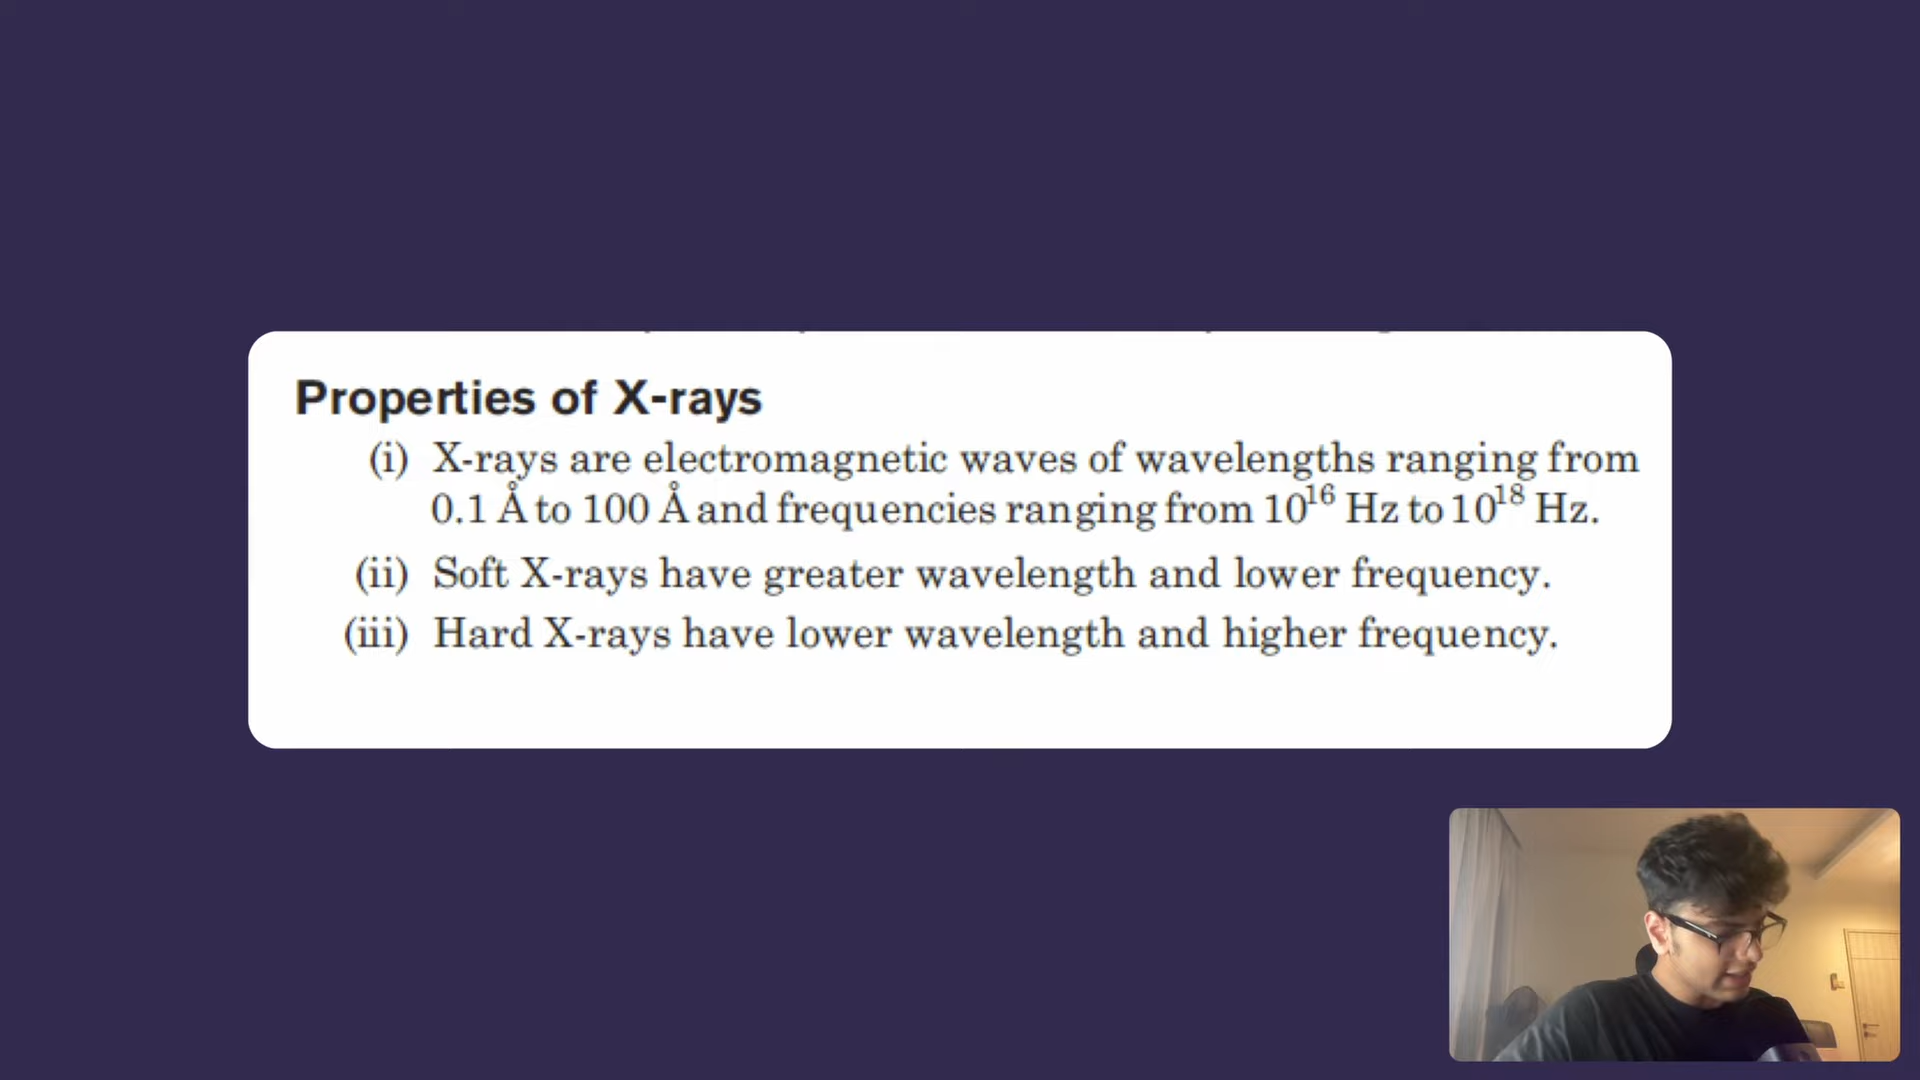 Properties of X-rays
(i) X-rays are electromagnetic waves of wavelengths ranging from
0.1 Å to 100 Å and frequencies ranging from 10¹⁶ Hz to 10¹⁸ Hz.
(ii) Soft X-rays have greater wavelength and lower frequency.
(iii) Hard X-rays have lower wavelength and higher frequency.